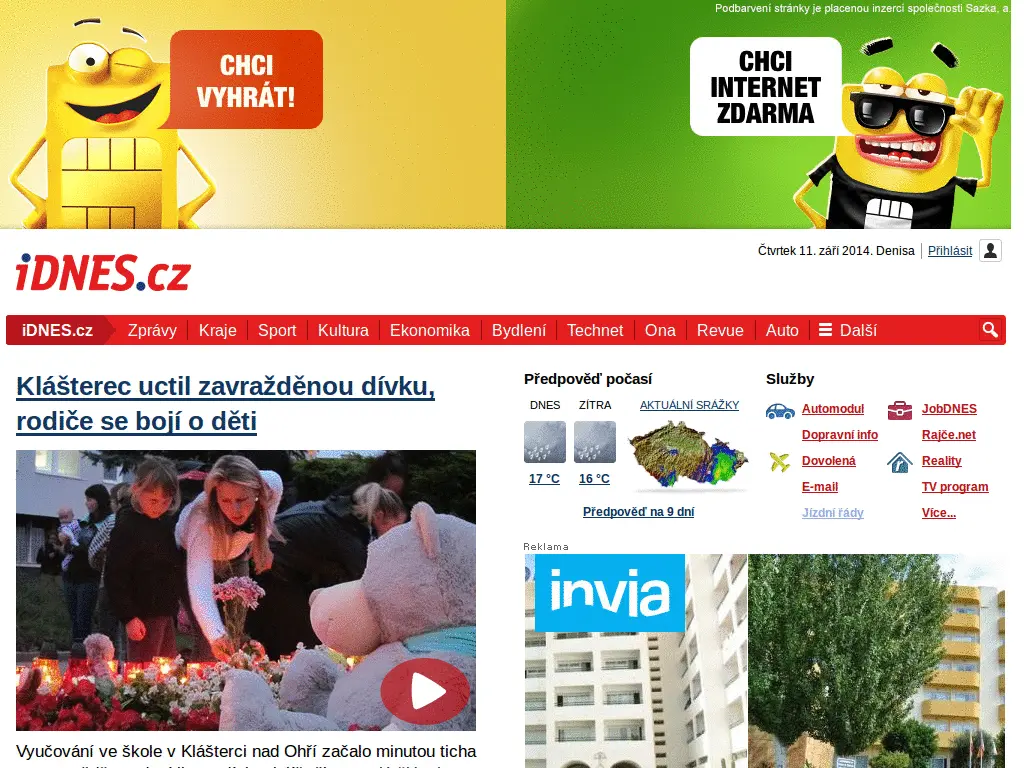 Podbarvení stránky je placenou inzercí společnosti Sazka, a.
CHCI
VYHRÁT!
CHCI
INTERNET
ZDARMA
Čtvrtek 11. září 2014. Denisa Přihlásit
iDNES.cz
iDNES.cz Zprávy Kraje Sport Kultura Ekonomika Bydlení Technet Ona Revue Auto Další
Klášterec uctil zavražděnou dívku,
rodiče se bojí o děti
Vyučování ve škole v Klášterci nad Ohří začalo minutou ticha
Předpověď počasí
DNES ZÍTRA AKTUÁLNÍ SRÁŽKY
17 °C 16 °C
Předpověď na 9 dní
Služby
Automodul JobDNES
Dopravní info Rajče.net
Dovolená Reality
E-mail TV program
Jízdní řády Více...
Reklama
invia